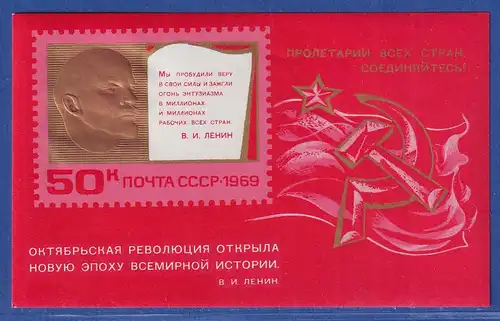 ПРОЛЕТАРИИ ВСЕХ СТРАН,
СОЕДИНЯЙТЕСЬ!
Мы ПРОБУДИЛИ ВЕРУ
В СВОИ СИЛЫ И ЗАЖГЛИ
ОГОНЬ ЭНТУЗИАЗМА
В МИЛЛИОНАХ
И МИЛЛИОНАХ
РАБОЧИХ ВСЕХ СТРАН.
В. И. ЛЕНИН
50К ПОЧТА СССР·1969
ОКТЯБРЬСКАЯ РЕВОЛЮЦИЯ ОТКРЫЛА
НОВУЮ ЭПОХУ ВСЕМИРНОЙ ИСТОРИИ.
В. И. ЛЕНИН.